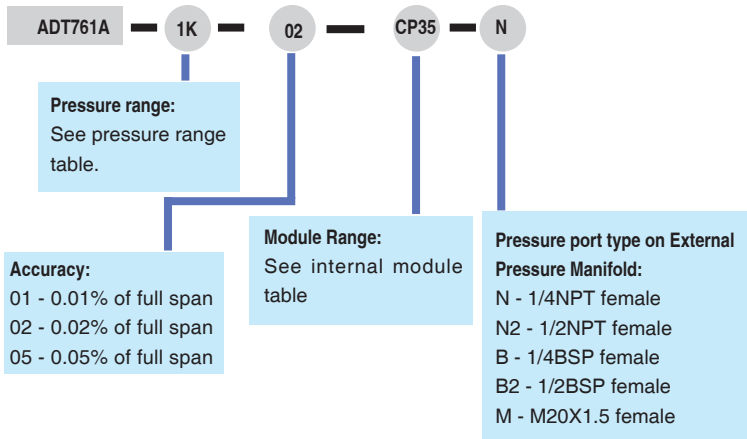 ADT761A 1K 02 CP35 N
Pressure range:
See pressure range
table.
Accuracy:
01 - 0.01% of full span
02 - 0.02% of full span
05 - 0.05% of full span
Module Range:
See internal module
table
Pressure port type on External
Pressure Manifold:
N - 1/4NPT female
N2 - 1/2NPT female
B - 1/4BSP female
B2 - 1/2BSP female
M - M20X1.5 female